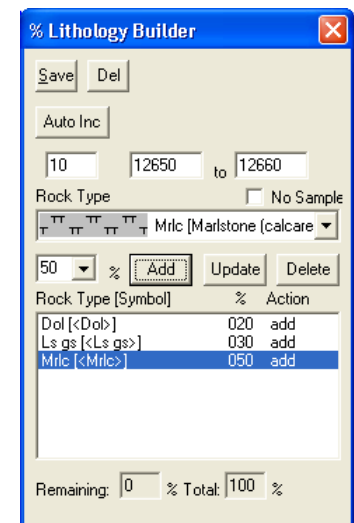 % Lithology Builder
Save Del
Auto Inc
10 12650 to 12660
Rock Type No Sample
Mrlc [Marlstone (calcare
50 % Add Update Delete
Rock Type [Symbol] % Action
Dol [<Dol>] 020 add
Ls gs [<Ls gs>] 030 add
Mrlc [<Mrlc>] 050 add
Remaining: 0 % Total: 100 %